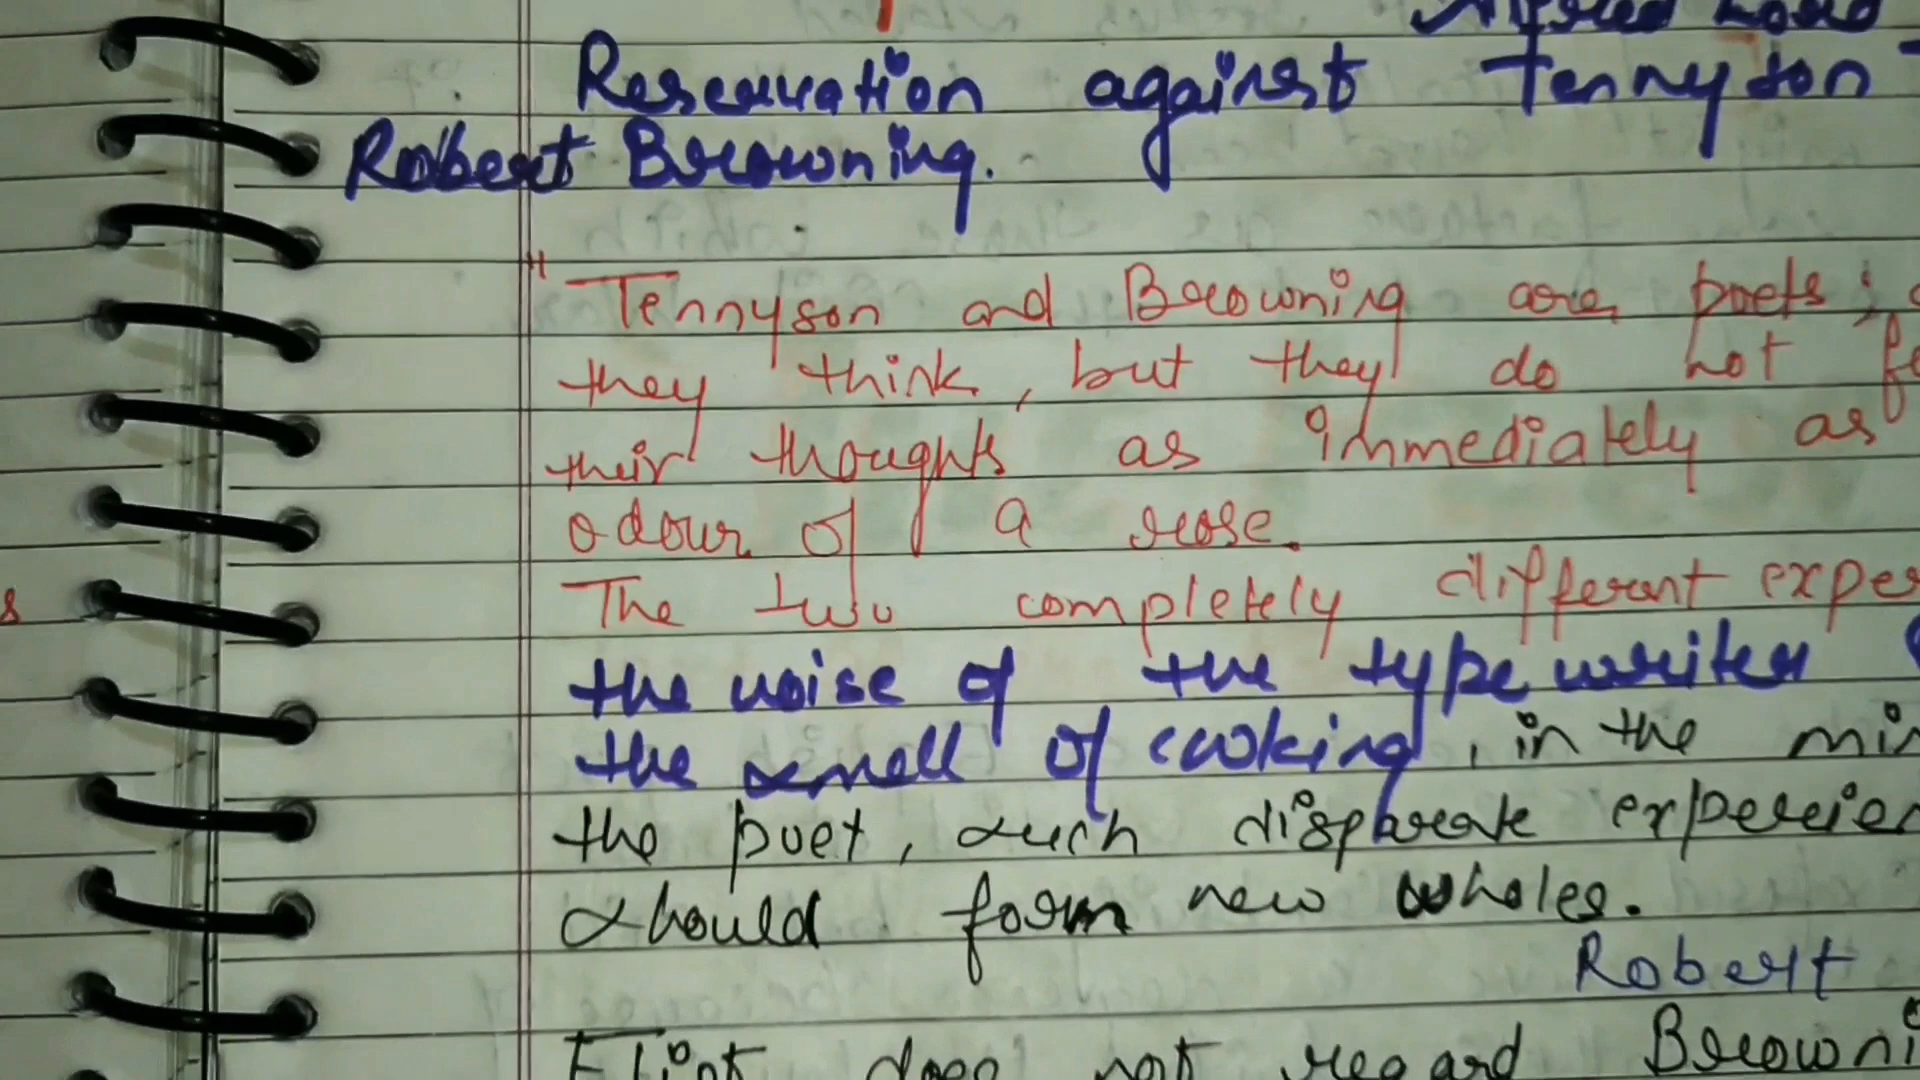 Alfred Lord
Reservation against Tennyson
Robert Browning.
"Tennyson and Browning are poets;
they think, but they do not
their thoughts as immediately as
odour of a rose.
The two completely different exper
the noise of the typewriter
the smell of cooking, in the
the poet, such disparate experien
should form new wholes.
Robert
does not regard Browni